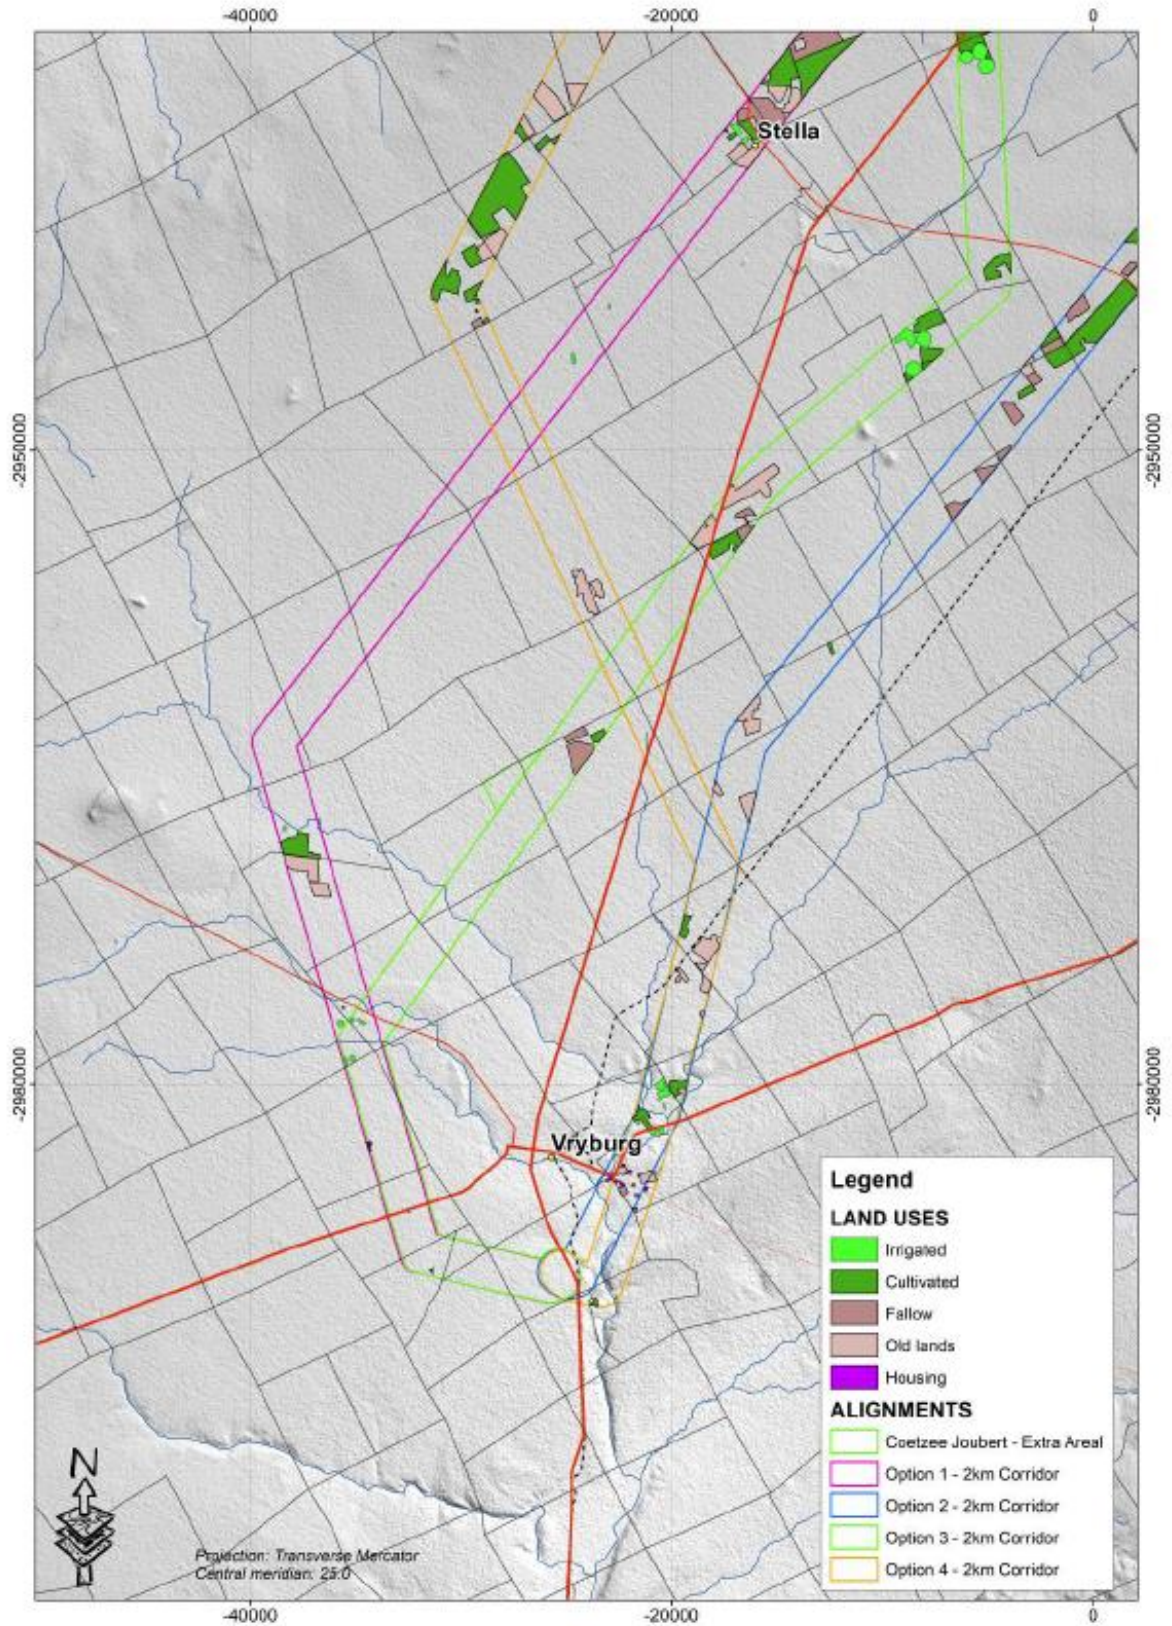 -40000
-20000
0
Stella
-2950000
-2950000
-2980000
-2980000
Vryburg
Legend
LAND USES
Irrigated
Cultivated
Fallow
Old lands
Housing
ALIGNMENTS
Coetzee Joubert - Extra Areal
Option 1 - 2km Corridor
Option 2 - 2km Corridor
Option 3 - 2km Corridor
Option 4 - 2km Corridor
N
Projection: Transverse Mercator
Central meridian: 25.0
-40000
-20000
0